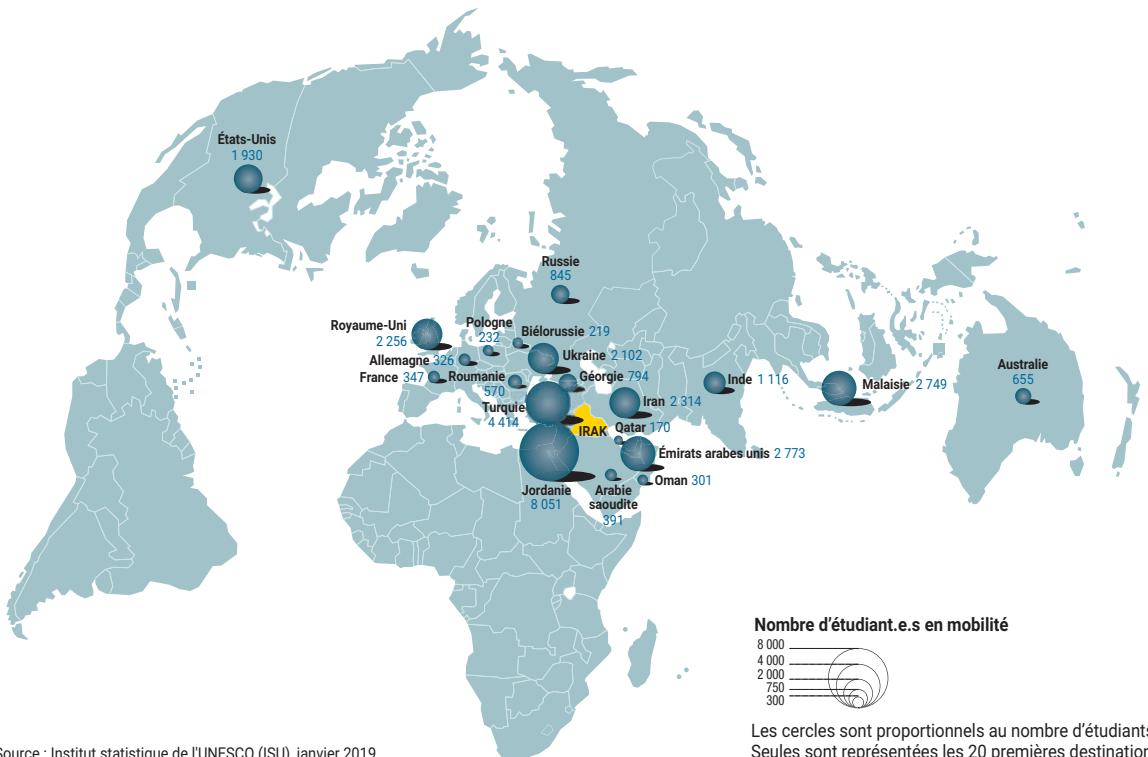 États-Unis
1 930
Russie
845
Royaume-Uni
2 256
Pologne
232
Biélorussie 219
Allemagne 326
Ukraine 2 102
France 347
Roumanie
570
Géorgie 794
Turquie
4 414
Iran 2 314
Inde 1 116
Malaisie 2 749
Australie
655
IRAK
Qatar 170
Émirats arabes unis 2 773
Jordanie
8 051
Arabie
saoudite
391
Oman 301
Nombre d'étudiant.e.s en mobilité
8 000
4 000
2 000
750
300
Les cercles sont proportionnels au nombre d'étudiants
Seules sont représentées les 20 premières destination
Source : Institut statistique de l'UNESCO (ISU), janvier 2019